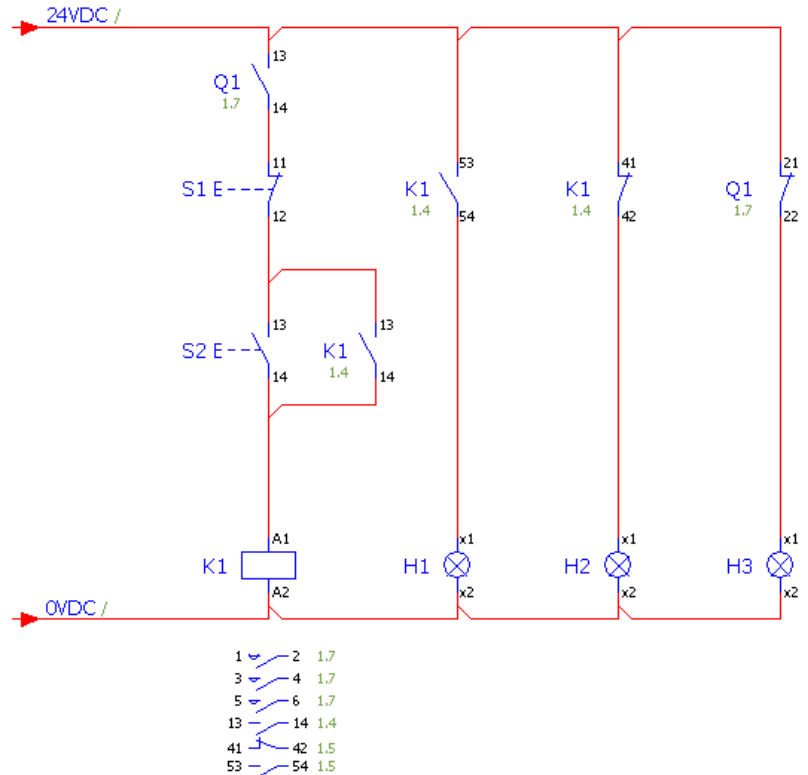 24VDC /
13
Q1
1.7
14
11
S1 E
12
53
K1
1.4
54
41
K1
1.4
42
21
Q1
1.7
22
13
S2 E
14
13
K1
1.4
14
A1
K1
A2
x1
H1
x2
x1
H2
x2
x1
H3
x2
0VDC /
1 2 1.7
3 4 1.7
5 6 1.7
13 14 1.4
41 42 1.5
53 54 1.5